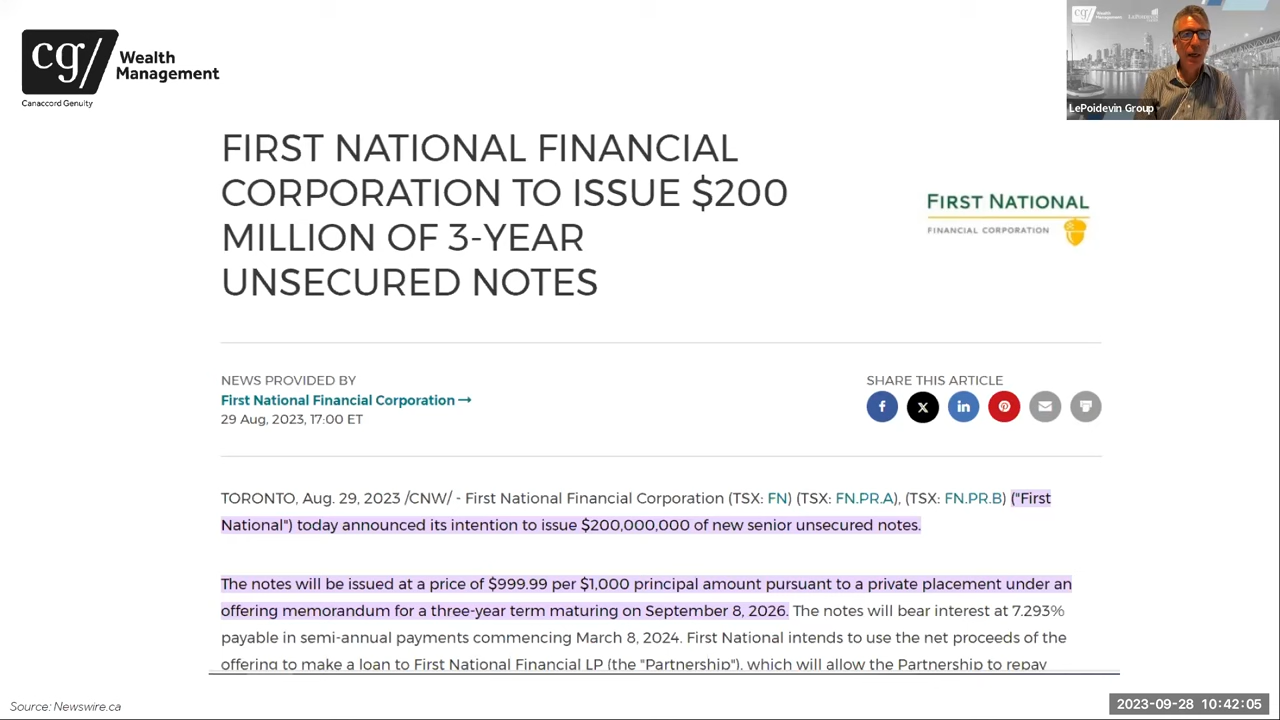 cg/ Wealth
Management
Canaccord Genuity
cg/ Wealth
Management
LePoidevin Group
FIRST NATIONAL FINANCIAL
CORPORATION TO ISSUE $200
MILLION OF 3-YEAR
UNSECURED NOTES
FIRST NATIONAL
FINANCIAL CORPORATION
NEWS PROVIDED BY
First National Financial Corporation →
29 Aug, 2023, 17:00 ET
SHARE THIS ARTICLE
TORONTO, Aug. 29, 2023 /CNW/ - First National Financial Corporation (TSX: FN) (TSX: FN.PR.A), (TSX: FN.PR.B) ("First
National") today announced its intention to issue $200,000,000 of new senior unsecured notes.
The notes will be issued at a price of $999.99 per $1,000 principal amount pursuant to a private placement under an
offering memorandum for a three-year term maturing on September 8, 2026. The notes will bear interest at 7.293%
payable in semi-annual payments commencing March 8, 2024. First National intends to use the net proceeds of the
offering to make a loan to First National Financial LP (the "Partnership"), which will allow the Partnership to repay
Source: Newswire.ca
2023-09-28 10:42:05